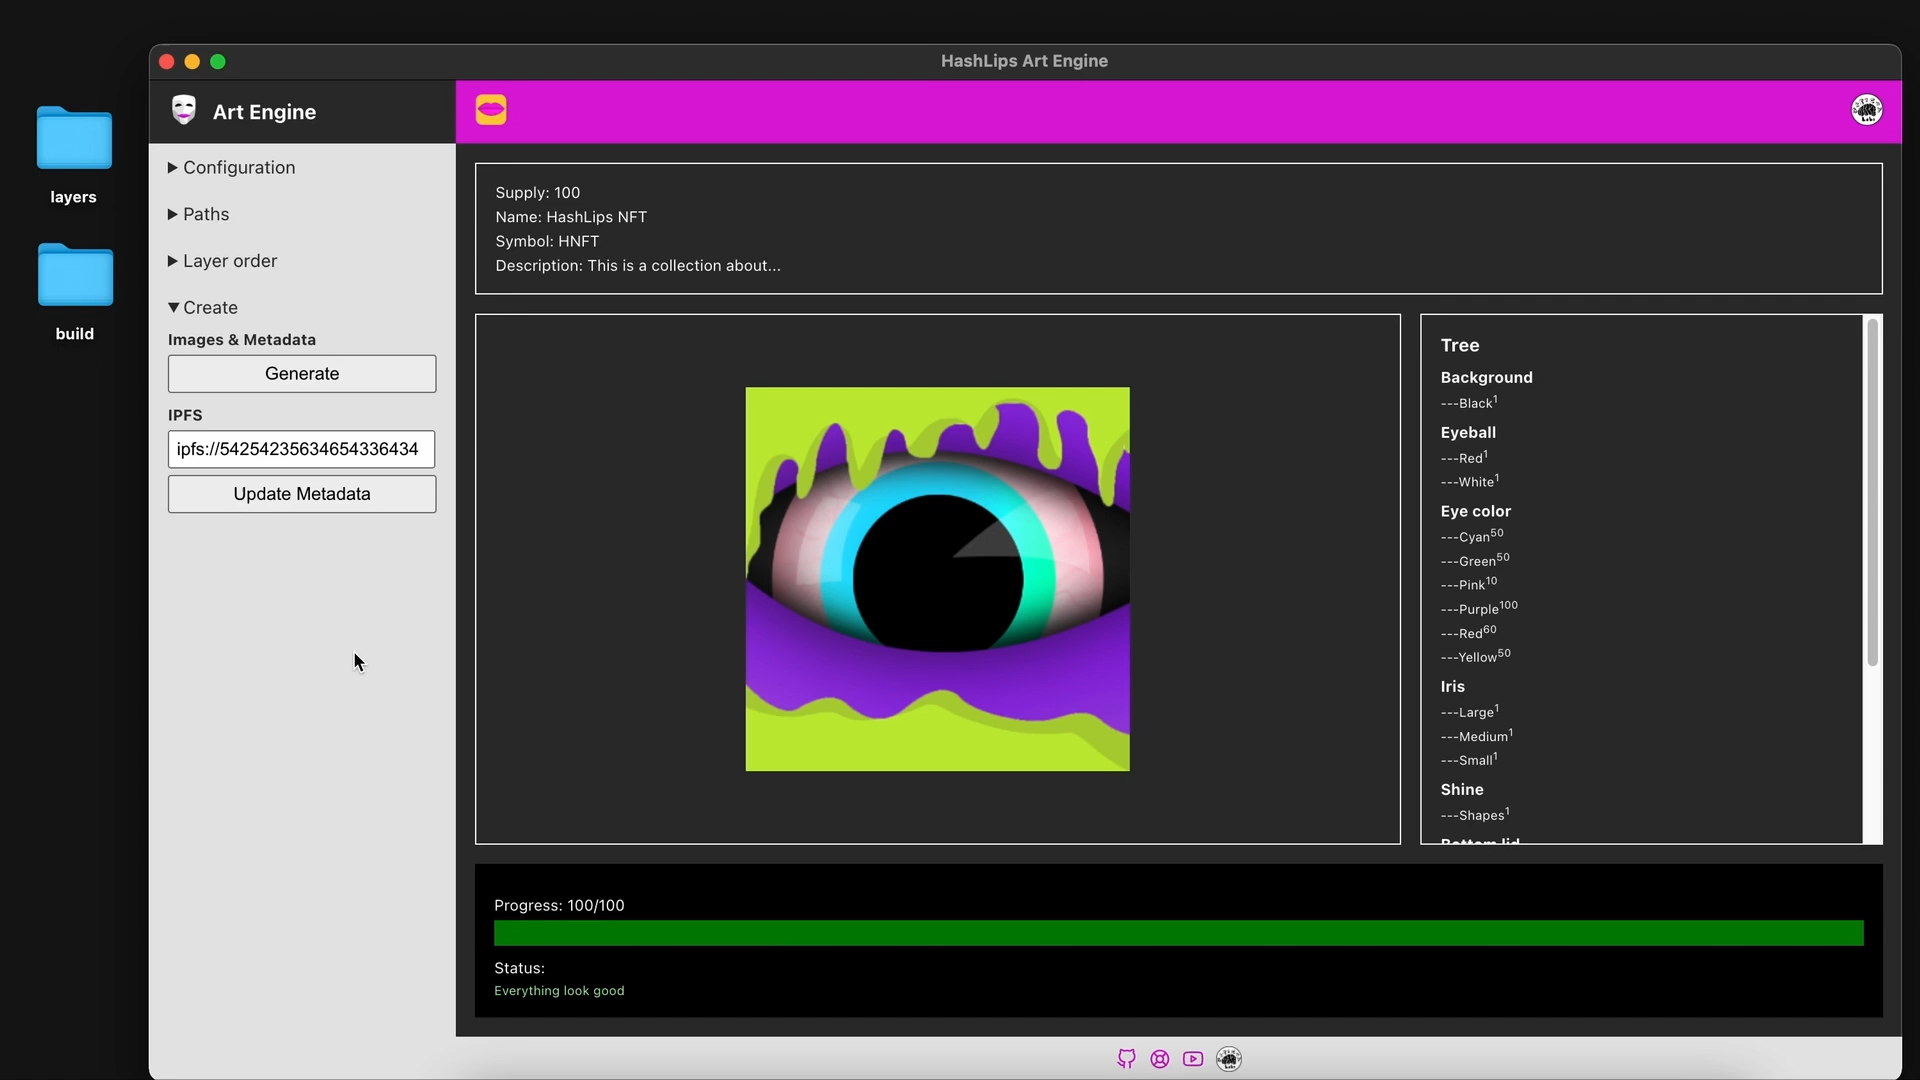 HashLips Art Engine
layers
build
Art Engine
Configuration
Paths
Layer order
Create
Images & Metadata
Generate
IPFS
ipfs://54254235634654336434
Update Metadata
Supply: 100
Name: HashLips NFT
Symbol: HNFT
Description: This is a collection about...
Tree
Background
---Black1
Eyeball
---Red1
---White1
Eye color
---Cyan50
---Green50
---Pink10
---Purple100
---Red60
---Yellow50
Iris
---Large1
---Medium1
---Small1
Shine
---Shapes1
Bottom lid
Progress: 100/100
Status:
Everything look good